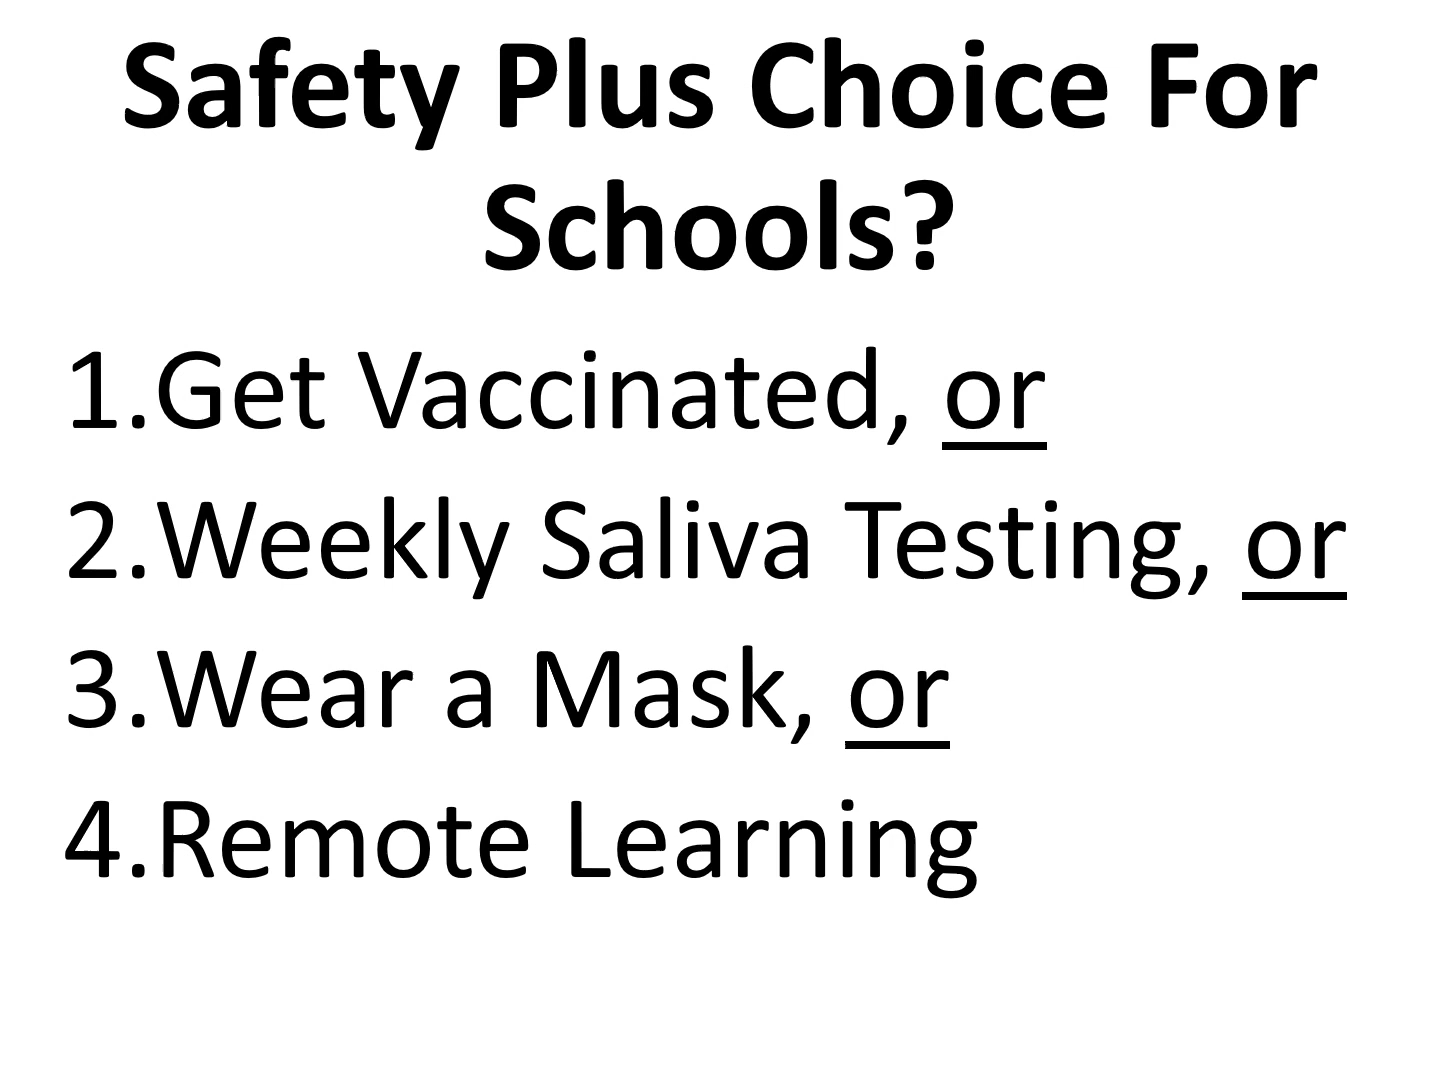 Safety Plus Choice For
Schools?
1.Get Vaccinated, or
2.Weekly Saliva Testing, or
3.Wear a Mask, or
4.Remote Learning